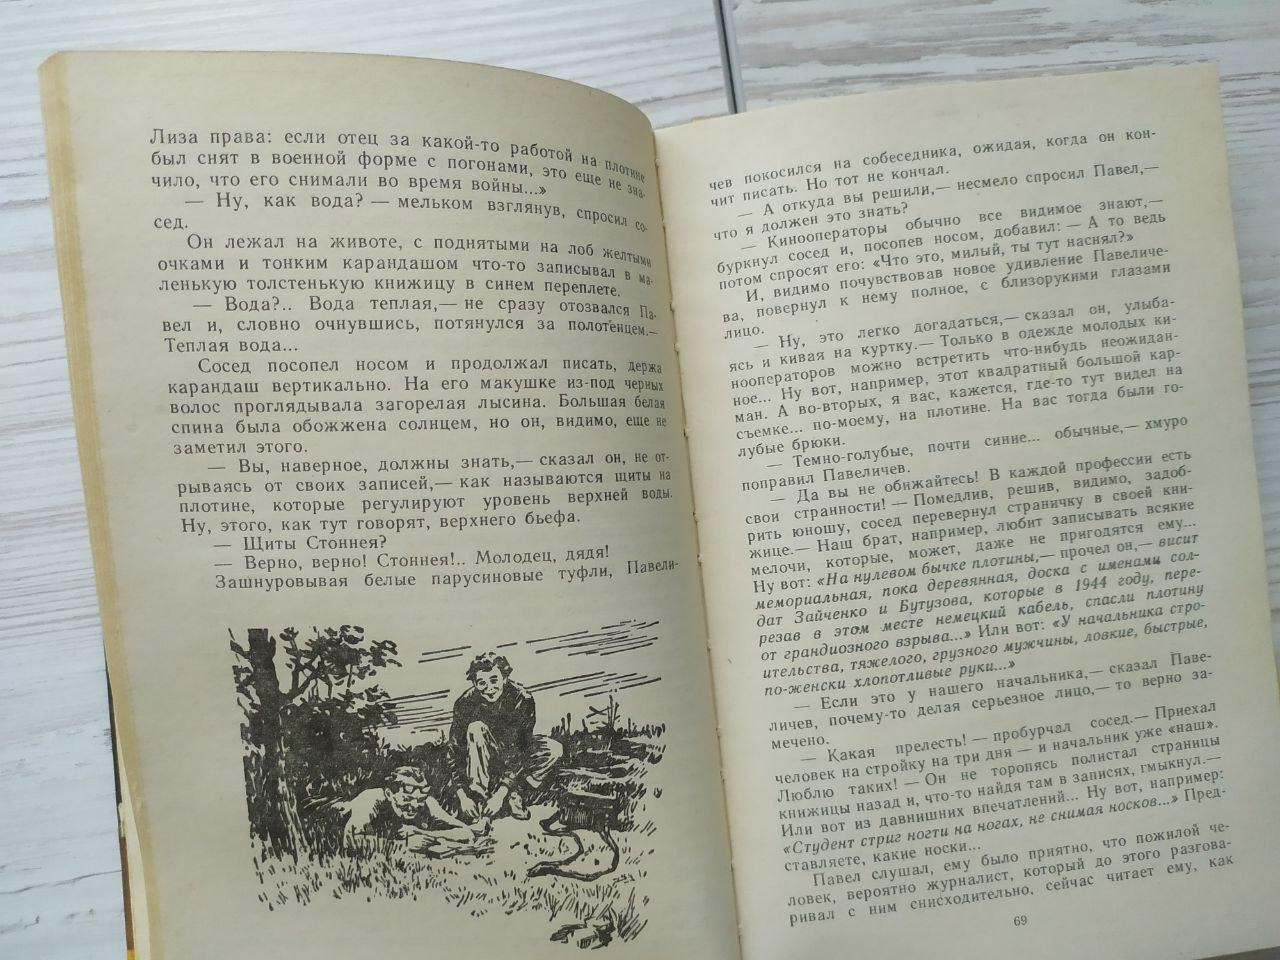 Лиза права: если отец за какой-то работой на плотине
был снят в военной форме с погонами, это еще не зна-
чило, что его снимали во время войны...»
— Ну, как вода? — мельком взглянув, спросил со-
сед.
Он лежал на животе, с поднятыми на лоб желтыми
очками и тонким карандашом что-то записывал в ма-
ленькую толстенькую книжицу в синем переплете.
— Вода?.. Вода теплая,— не сразу отозвался Па-
вел и, словно очнувшись, потянулся за полотенцем.—
Теплая вода...
Сосед посопел носом и продолжал писать, держа
карандаш вертикально. На его макушке из-под черных
волос проглядывала загорелая лысина. Большая белая
спина была обожжена солнцем, но он, видимо, еще не
заметил этого.
— Вы, наверное, должны знать,— сказал он, не от-
рываясь от своих записей,— как называются щиты на
плотине, которые регулируют уровень верхней воды.
Ну, этого, как тут говорят, верхнего бьефа.
— Щиты Стоннея?
— Верно, верно! Стоннея!.. Молодец, дядя!
Зашнуровывая белые парусиновые туфли, Павели-
чев покосился на собеседника, ожидая, когда он кон-
чит писать. Но тот не кончал.
— А откуда вы решили,— несмело спросил Павел,—
что я должен это знать?
— Кинооператоры обычно все видимое знают,—
буркнул сосед и, посопев носом, добавил: — А то ведь
потом спросят его: «Что это, милый, ты тут наснял?»
И, видимо почувствовав новое удивление Павеличе-
ва, повернул к нему полное, с близорукими глазами
лицо.
— Ну, это легко догадаться,— сказал он, улыба-
ясь и кивая на куртку.— Только в одежде молодых ки-
нооператоров можно встретить что-нибудь неожидан-
ное... Ну вот, например, этот квадратный большой кар-
ман. А во-вторых, я вас, кажется, где-то тут видел на
съемке... по-моему, на плотине. На вас тогда были го-
лубые брюки.
— Темно-голубые, почти синие... обычные,— хмуро
поправил Павеличев.
— Да вы не обижайтесь! В каждой профессии есть
свои странности! — Помедлив, решив, видимо, задоб-
рить юношу, сосед перевернул страничку в своей кни-
жице.— Наш брат, например, любит записывать всякие
мелочи, которые, может, даже не пригодятся ему...
Ну вот: «На нулевом бычке плотины,— прочел он,— висит
мемориальная, пока деревянная, доска с именами сол-
дат Зайченко и Бутузова, которые в 1944 году, пере-
резав в этом месте немецкий кабель, спасли плотину
от грандиозного взрыва...» Или вот: «У начальника стро-
ительства, тяжелого, грузного мужчины, ловкие, быстрые,
по-женски хлопотливые руки...»
— Если это у нашего начальника,— сказал Паве-
личев, почему-то делая серьезное лицо,— то верно за-
мечено.
— Какая прелесть! — пробурчал сосед.— Приехал
человек на стройку на три дня — и начальник уже «наш».
Люблю таких! — Он не торопясь полистал страницы
книжицы назад и, что-то найдя там в записях, гмыкнул.—
Или вот из давнишних впечатлений... Ну вот, например:
«Студент стриг ногти на ногах, не снимая носков...» Пред-
ставляете, какие носки...
Павел слушал, ему было приятно, что пожилой че-
ловек, вероятно журналист, который до этого разгова-
ривал с ним снисходительно, сейчас читает ему, как
69